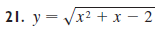 21. y = √x² + x − 2